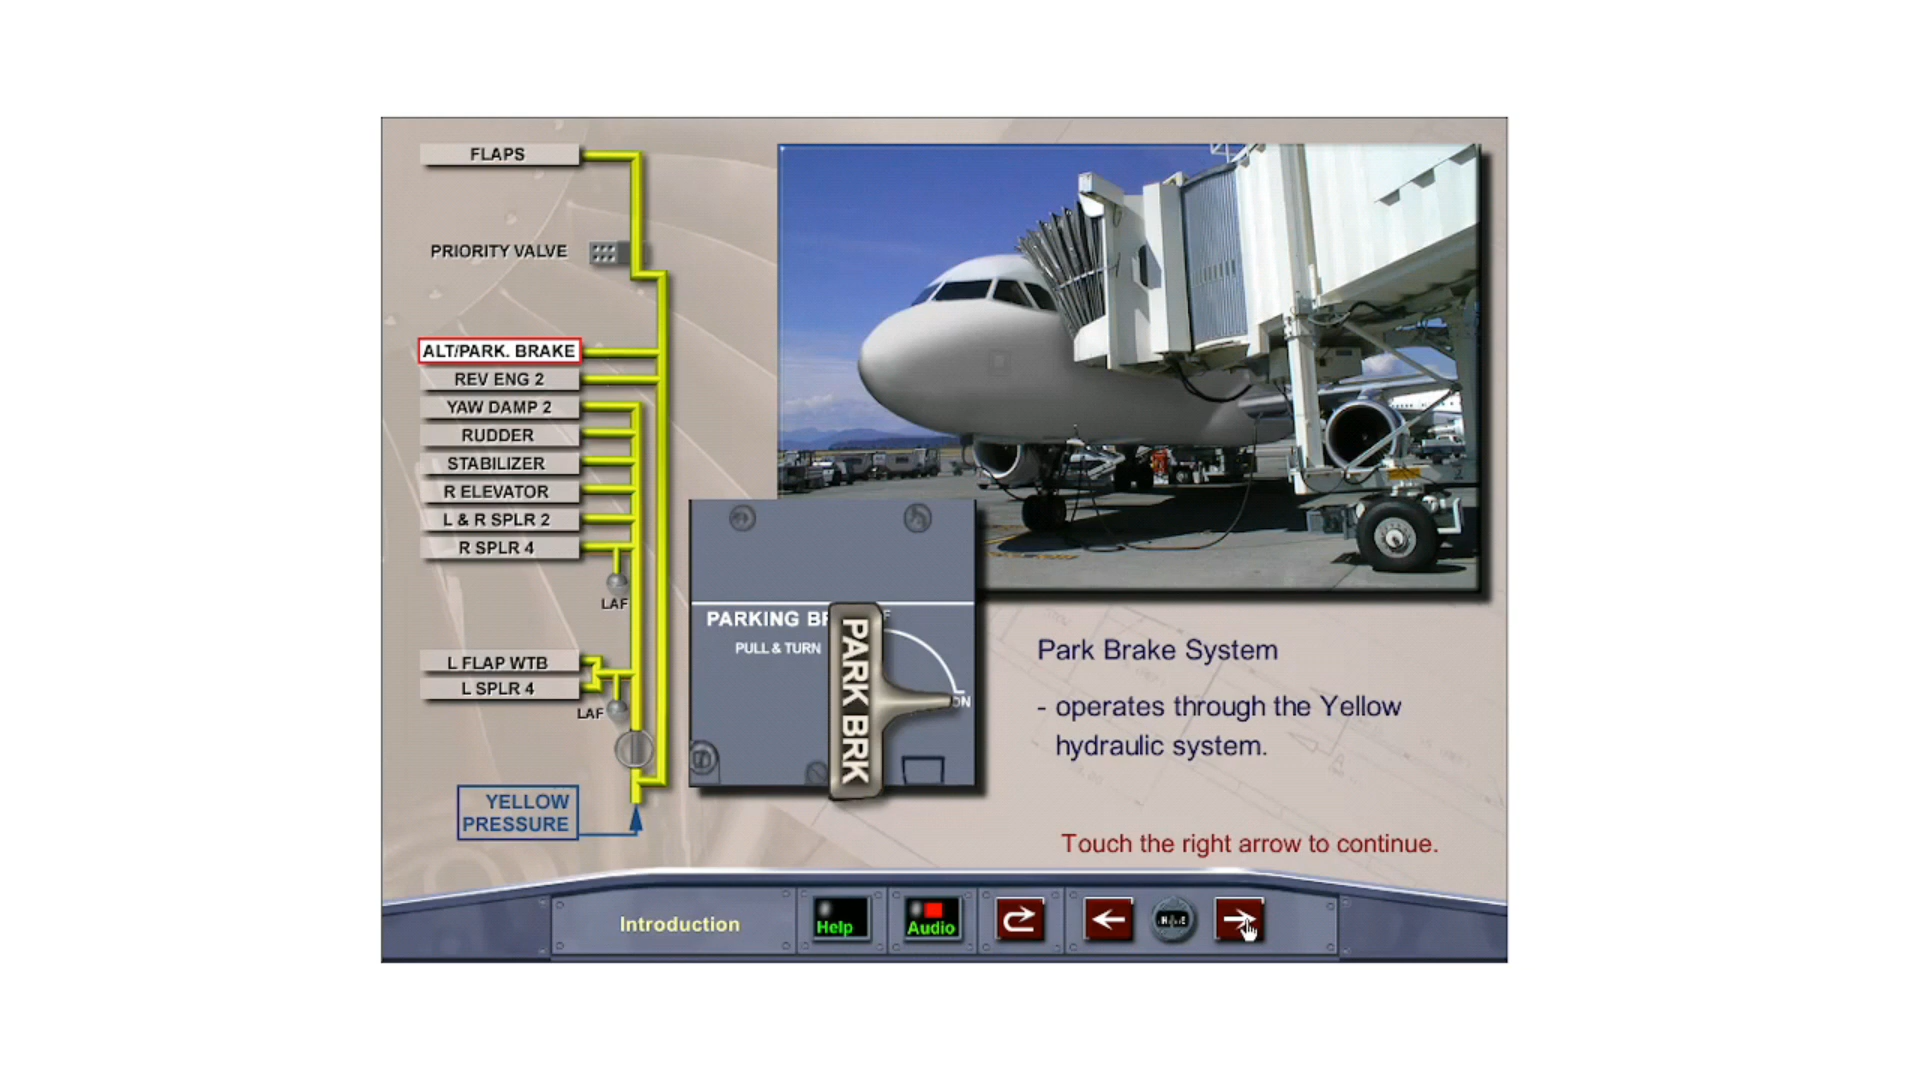 FLAPS
PRIORITY VALVE
ALT/PARK. BRAKE
REV ENG 2
YAW DAMP 2
RUDDER
STABILIZER
R ELEVATOR
L & R SPLR 2
R SPLR 4
LAF
L FLAP WTB
L SPLR 4
LAF
YELLOW
PRESSURE
PARKING BR
PULL & TURN
PARK BRK
ON
Park Brake System
- operates through the Yellow
hydraulic system.
Touch the right arrow to continue.
Introduction
Help
Audio